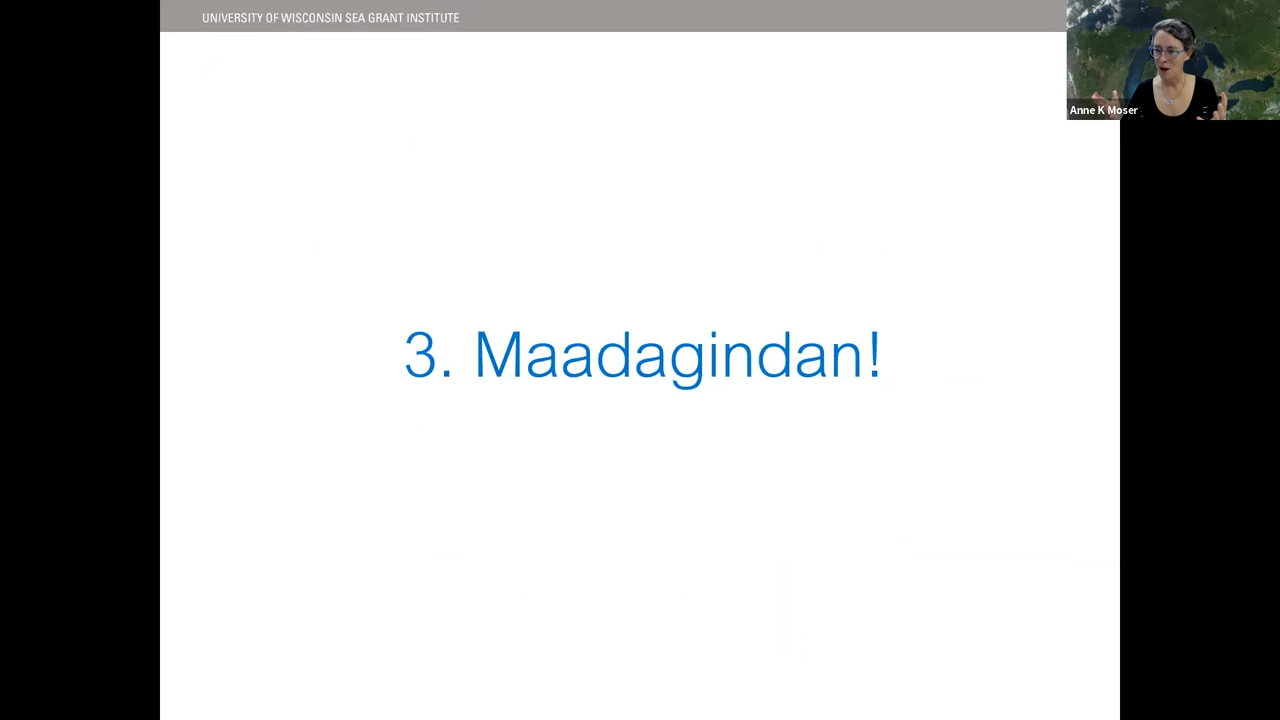 UNIVERSITY OF WISCONSIN SEA GRANT INSTITUTE
Anne K Moser
3. Maadagindan!